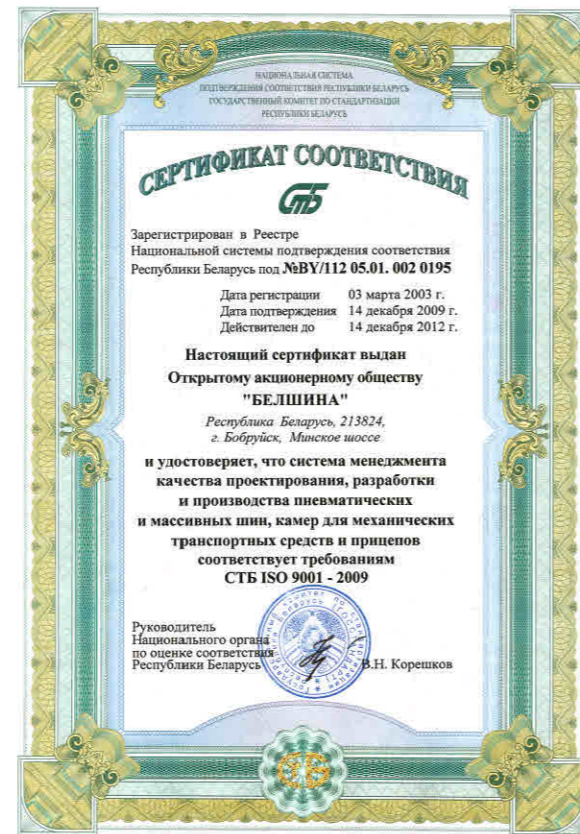 НАЦИОНАЛЬНАЯ СИСТЕМА
ПОДТВЕРЖДЕНИЯ СООТВЕТСТВИЯ РЕСПУБЛИКИ БЕЛАРУСЬ
ГОСУДАРСТВЕННЫЙ КОМИТЕТ ПО СТАНДАРТИЗАЦИИ
РЕСПУБЛИКИ БЕЛАРУСЬ
СЕРТИФИКАТ СООТВЕТСТВИЯ
СТБ
Зарегистрирован в Реестре
Национальной системы подтверждения соответствия
Республики Беларусь под №BY/112 05.01. 002 0195
Дата регистрации 03 марта 2003 г.
Дата подтверждения 14 декабря 2009 г.
Действителен до 14 декабря 2012 г.
Настоящий сертификат выдан
Открытому акционерному обществу
"БЕЛШИНА"
Республика Беларусь, 213824,
г. Бобруйск, Минское шоссе
и удостоверяет, что система менеджмента
качества проектирования, разработки
и производства пневматических
и массивных шин, камер для механических
транспортных средств и прицепов
соответствует требованиям
СТБ ISO 9001 - 2009
Руководитель
Национального органа
по оценке соответствия
Республики Беларусь В.Н. Корешков